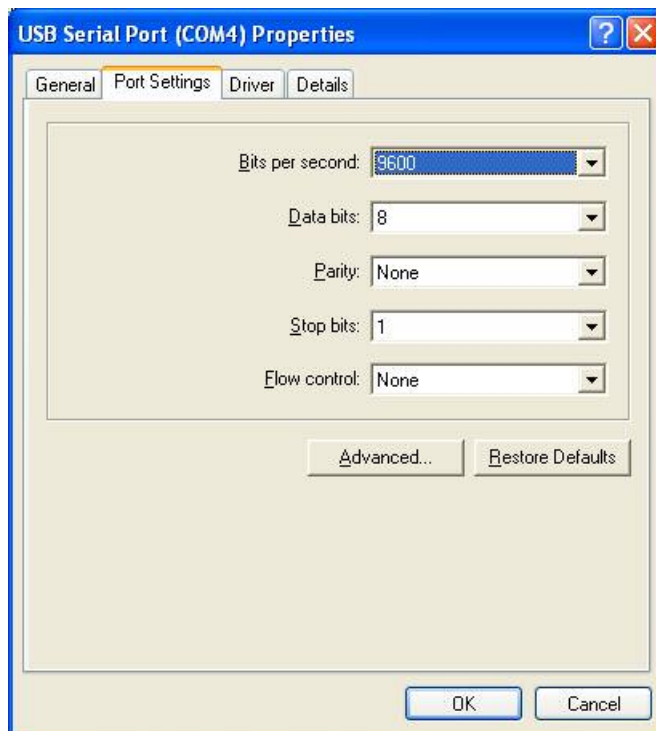 USB Serial Port (COM4) Properties
?
General Port Settings Driver Details
Bits per second: 9600
Data bits: 8
Parity: None
Stop bits: 1
Flow control: None
Advanced... Restore Defaults
OK Cancel